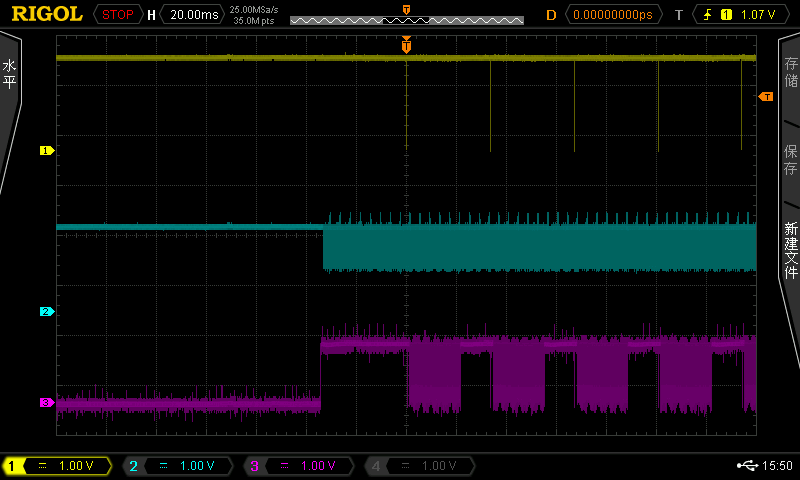 RIGOL STOP H 20.00ms 25.00MSa/s D 0.00000000ps T 1 1.07 V
35.0M pts
T
T
水平
存储
T
1
保存
新建文件
2
3
1 = 1.00 V 2 = 1.00 V 3 = 1.00 V 4 = 1.00 V 15:50